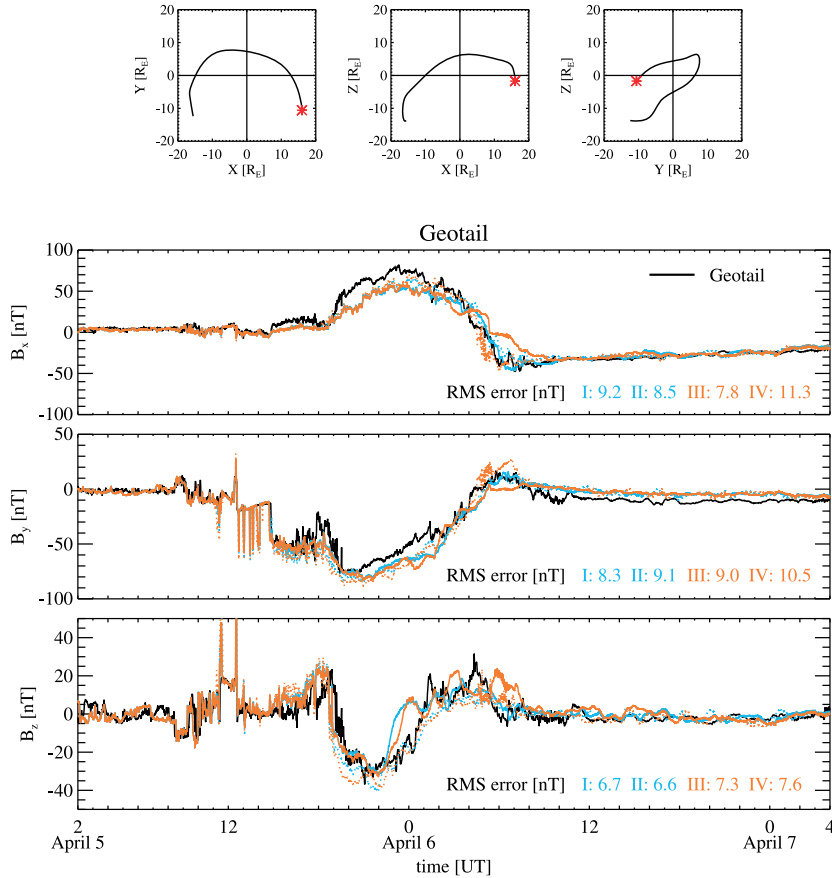 20
10
0
-10
-20
Y [R_E]
-20 -10 0 10 20
X [R_E]
20
10
0
-10
-20
Z [R_E]
-20 -10 0 10 20
X [R_E]
20
10
0
-10
-20
Z [R_E]
-20 -10 0 10 20
Y [R_E]
Geotail
100
50
0
-50
-100
B_x [nT]
Geotail
RMS error [nT] I: 9.2 II: 8.5 III: 7.8 IV: 11.3
50
0
-50
-100
B_y [nT]
RMS error [nT] I: 8.3 II: 9.1 III: 9.0 IV: 10.5
40
20
0
-20
-40
B_z [nT]
RMS error [nT] I: 6.7 II: 6.6 III: 7.3 IV: 7.6
2 12 0 12 0 4
April 5 April 6 April 7
time [UT]